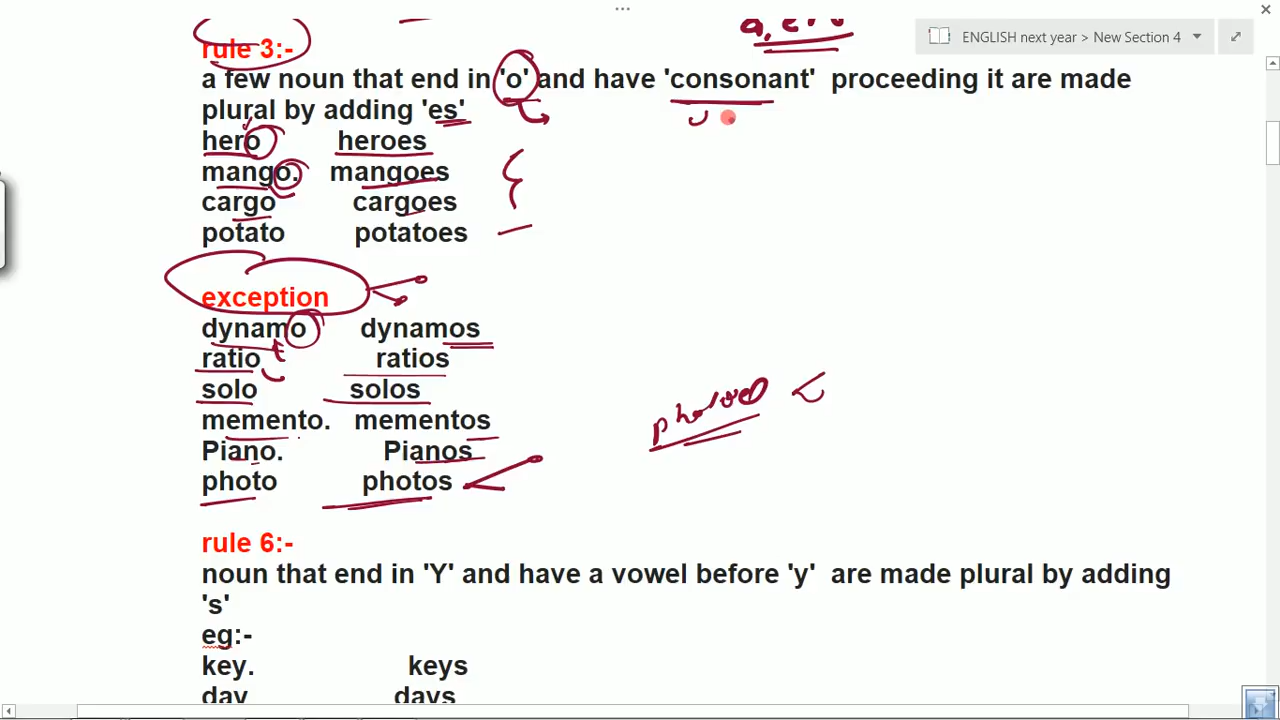 ENGLISH next year > New Section 4
rule 3:-
a few noun that end in 'o' and have 'consonant' proceeding it are made
plural by adding 'es'
hero heroes
mango. mangoes
cargo cargoes
potato potatoes
exception
dynamo dynamos
ratio ratios
solo solos
memento. mementos
Piano. Pianos
photo photos
rule 6:-
noun that end in 'Y' and have a vowel before 'y' are made plural by adding
's'
eg:-
key. keys
day days